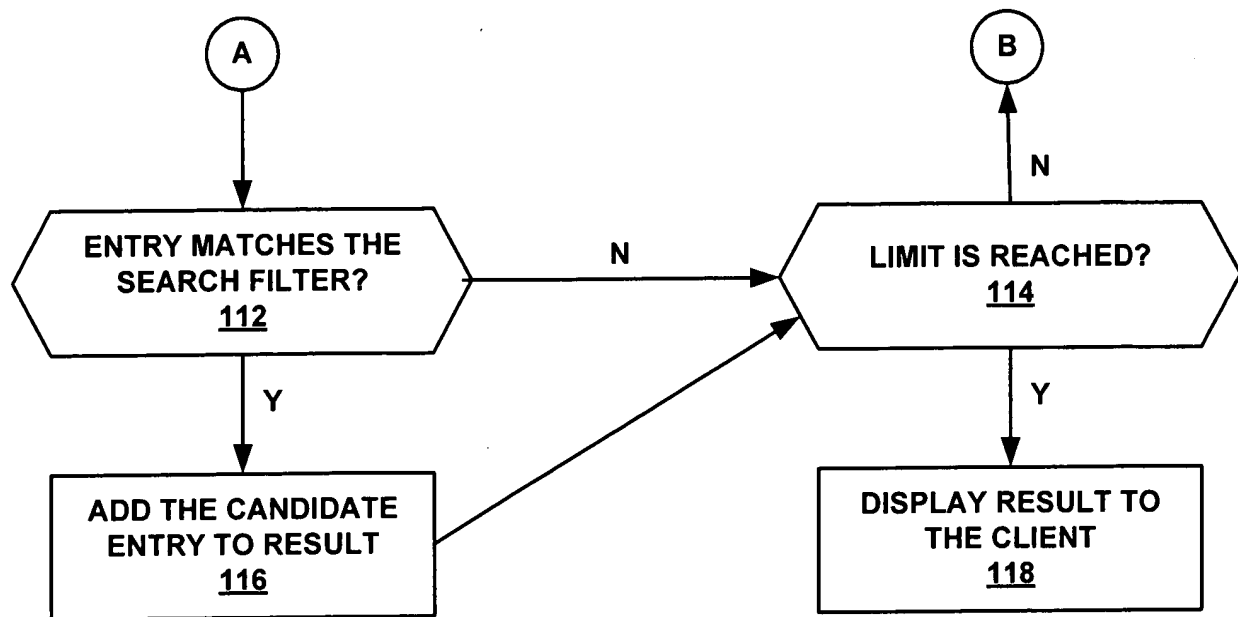 A
B
N
ENTRY MATCHES THE
SEARCH FILTER?
112
N
LIMIT IS REACHED?
114
Y
Y
ADD THE CANDIDATE
ENTRY TO RESULT
116
DISPLAY RESULT TO
THE CLIENT
118